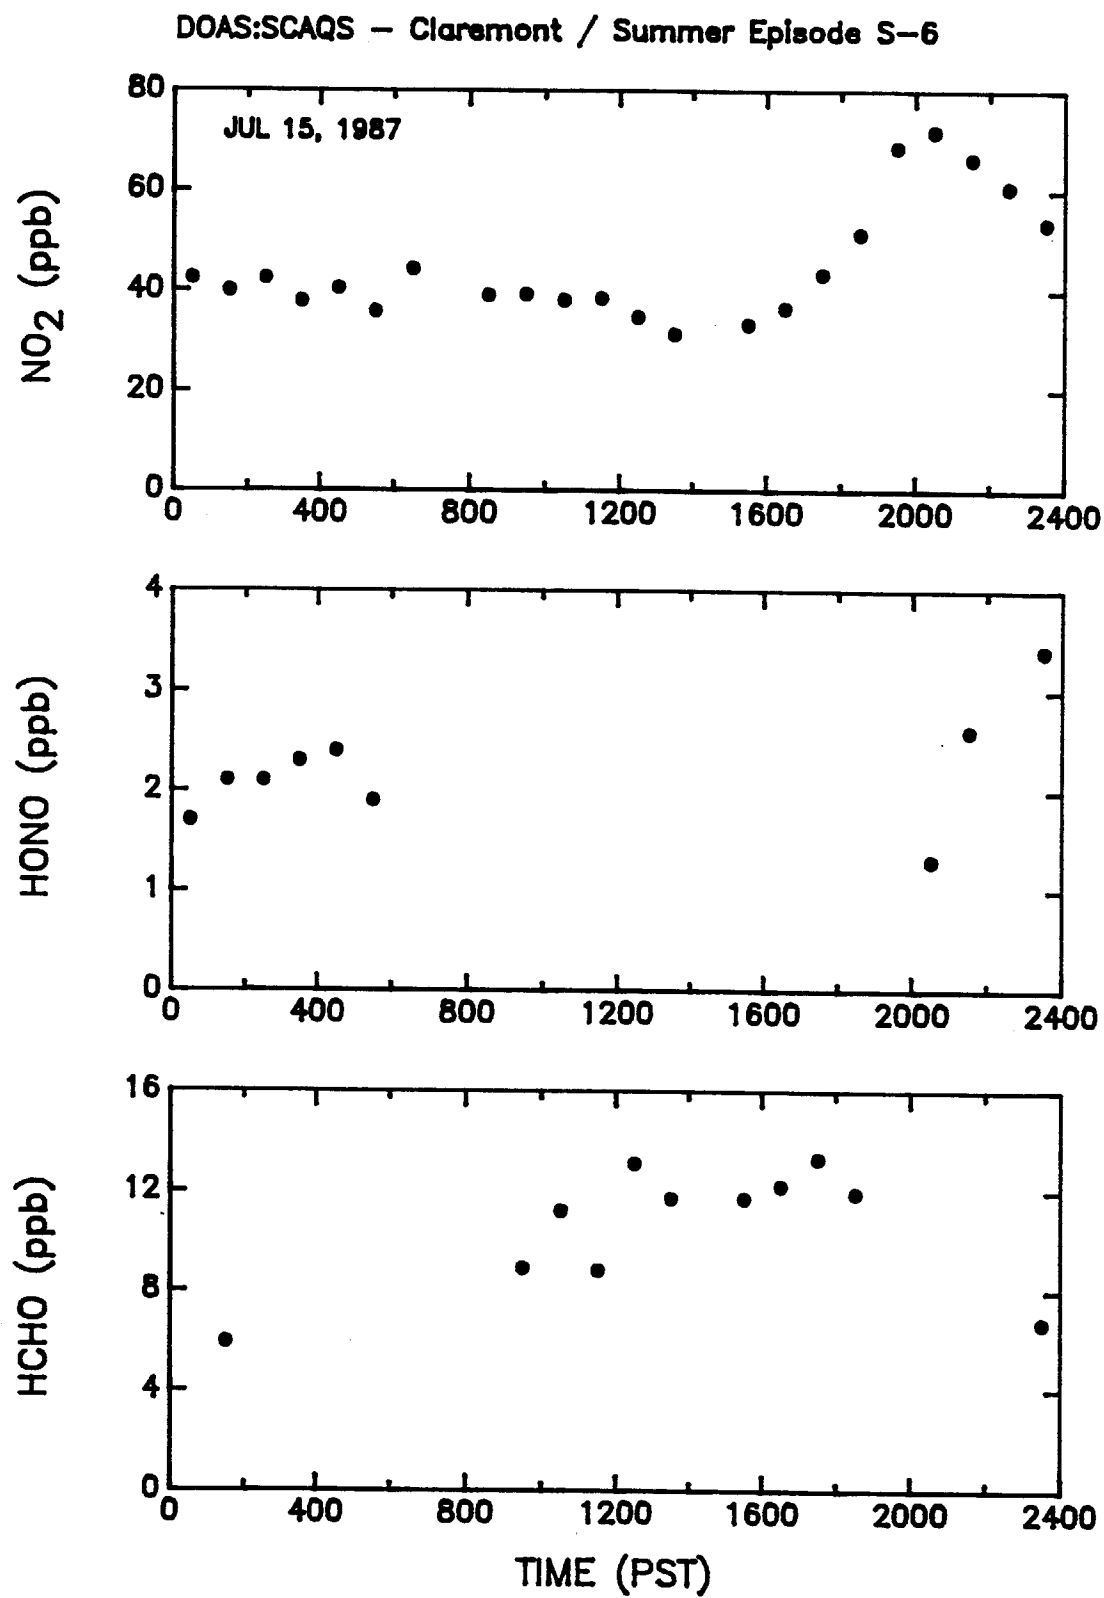 DOAS:SCAQS – Claremont / Summer Episode S–6
80
JUL 15, 1987
60
40
20
0
NO2 (ppb)
0 400 800 1200 1600 2000 2400
4
3
2
1
0
HONO (ppb)
0 400 800 1200 1600 2000 2400
16
12
8
4
0
HCHO (ppb)
0 400 800 1200 1600 2000 2400
TIME (PST)